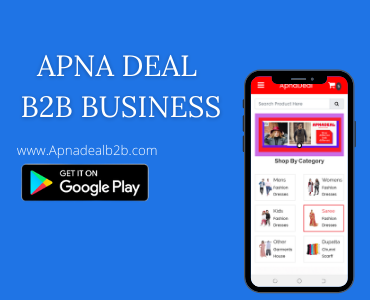 APNA DEAL
B2B BUSINESS
www.Apnadealb2b.com
GET IT ON
Google Play
ApnaDeal
Search Product Here
APNADEAL
Shop By Category
Mens
Fashion
Dresses
Womens
Fashion
Dresses
Kids
Fashion
Dresses
Saree
Fashion
Dresses
Other
Garments
House
Dupatta
Scarf